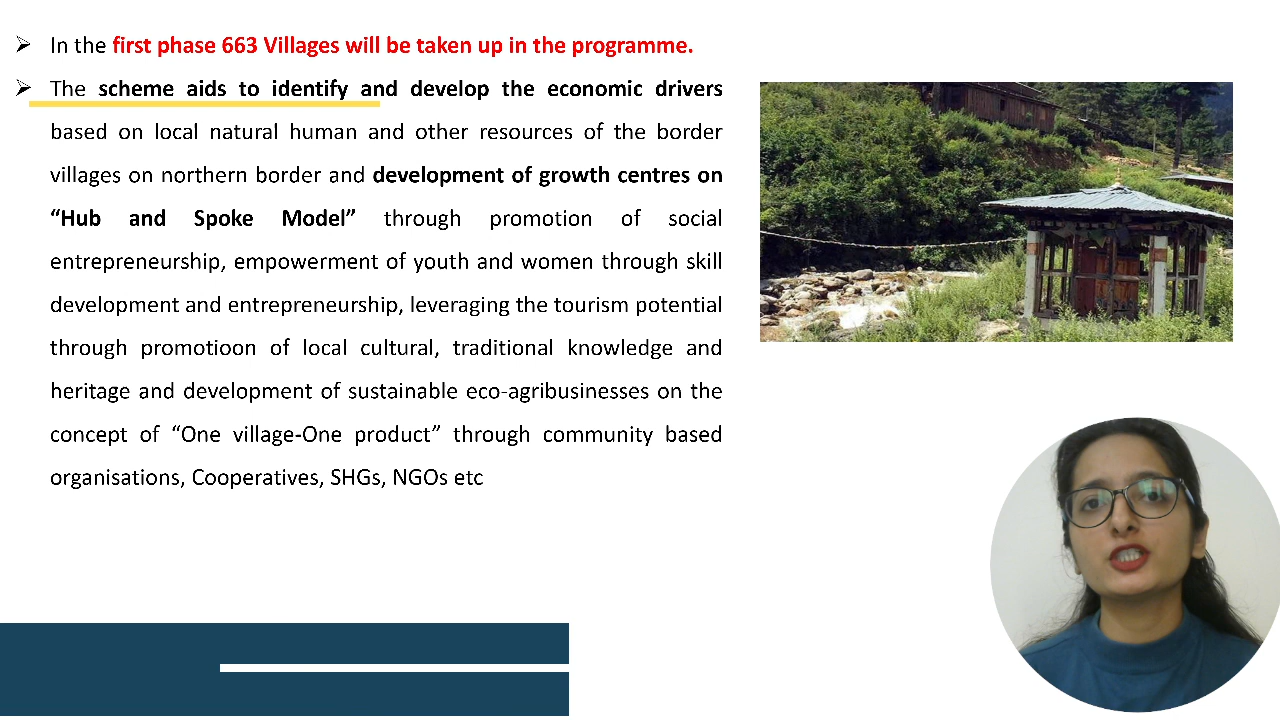 ➢ In the first phase 663 Villages will be taken up in the programme.
➢ The scheme aids to identify and develop the economic drivers
based on local natural human and other resources of the border
villages on northern border and development of growth centres on
“Hub and Spoke Model” through promotion of social
entrepreneurship, empowerment of youth and women through skill
development and entrepreneurship, leveraging the tourism potential
through promotioon of local cultural, traditional knowledge and
heritage and development of sustainable eco-agribusinesses on the
concept of “One village-One product” through community based
organisations, Cooperatives, SHGs, NGOs etc